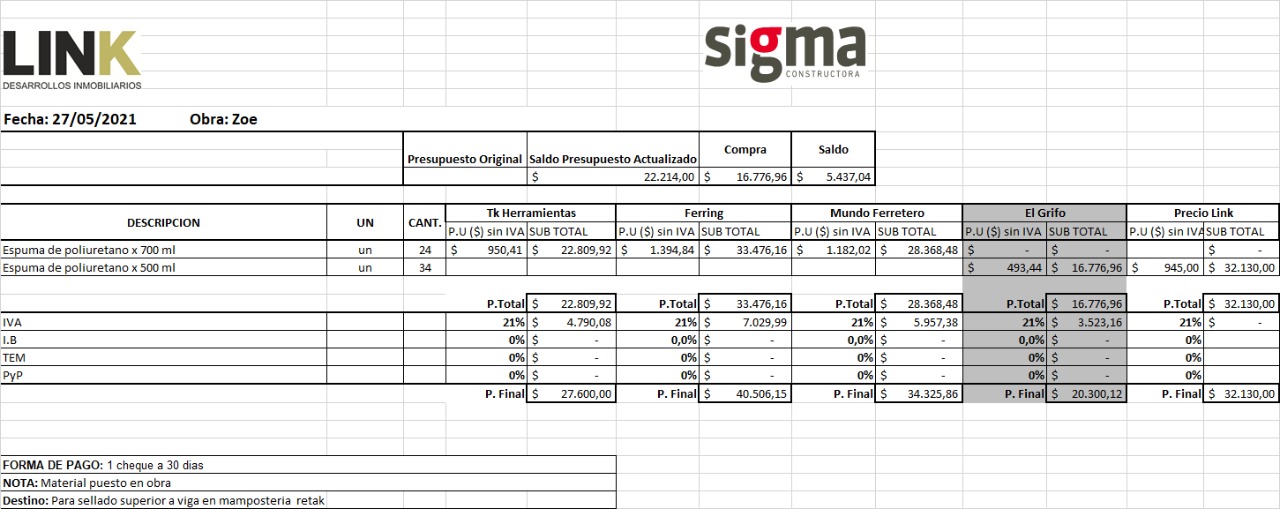 LINK
DESARROLLOS INMOBILIARIOS
sigma
CONSTRUCTORA
Fecha: 27/05/2021 Obra: Zoe
Presupuesto Original Saldo Presupuesto Actualizado Compra Saldo
$ 22.214,00 $ 16.776,96 $ 5.437,04
DESCRIPCION UN CANT. Tk Herramientas Ferring Mundo Ferretero El Grifo Precio Link
P.U ($) sin IVA SUB TOTAL P.U ($) sin IVA SUB TOTAL P.U ($) sin IVA SUB TOTAL P.U ($) sin IVA SUB TOTAL P.U ($) sin IVA SUB TOTAL
Espuma de poliuretano x 700 ml un 24 $ 950,41 $ 22.809,92 $ 1.394,84 $ 33.476,16 $ 1.182,02 $ 28.368,48 $ - $ - $ -
Espuma de poliuretano x 500 ml un 34 $ 493,44 $ 16.776,96 $ 945,00 $ 32.130,00
P.Total $ 22.809,92 P.Total $ 33.476,16 P.Total $ 28.368,48 P.Total $ 16.776,96 P.Total $ 32.130,00
IVA 21% $ 4.790,08 21% $ 7.029,99 21% $ 5.957,38 21% $ 3.523,16 21% $ -
I.B 0% $ - 0,0% $ - 0,0% $ - 0,0% $ - 0%
TEM 0% $ - 0% $ - 0% $ - 0% $ - 0%
PyP 0% $ - 0% $ - 0% $ - 0% $ - 0%
P. Final $ 27.600,00 P. Final $ 40.506,15 P. Final $ 34.325,86 P. Final $ 20.300,12 P. Final $ 32.130,00
FORMA DE PAGO: 1 cheque a 30 dias
NOTA: Material puesto en obra
Destino: Para sellado superior a viga en mamposteria retak